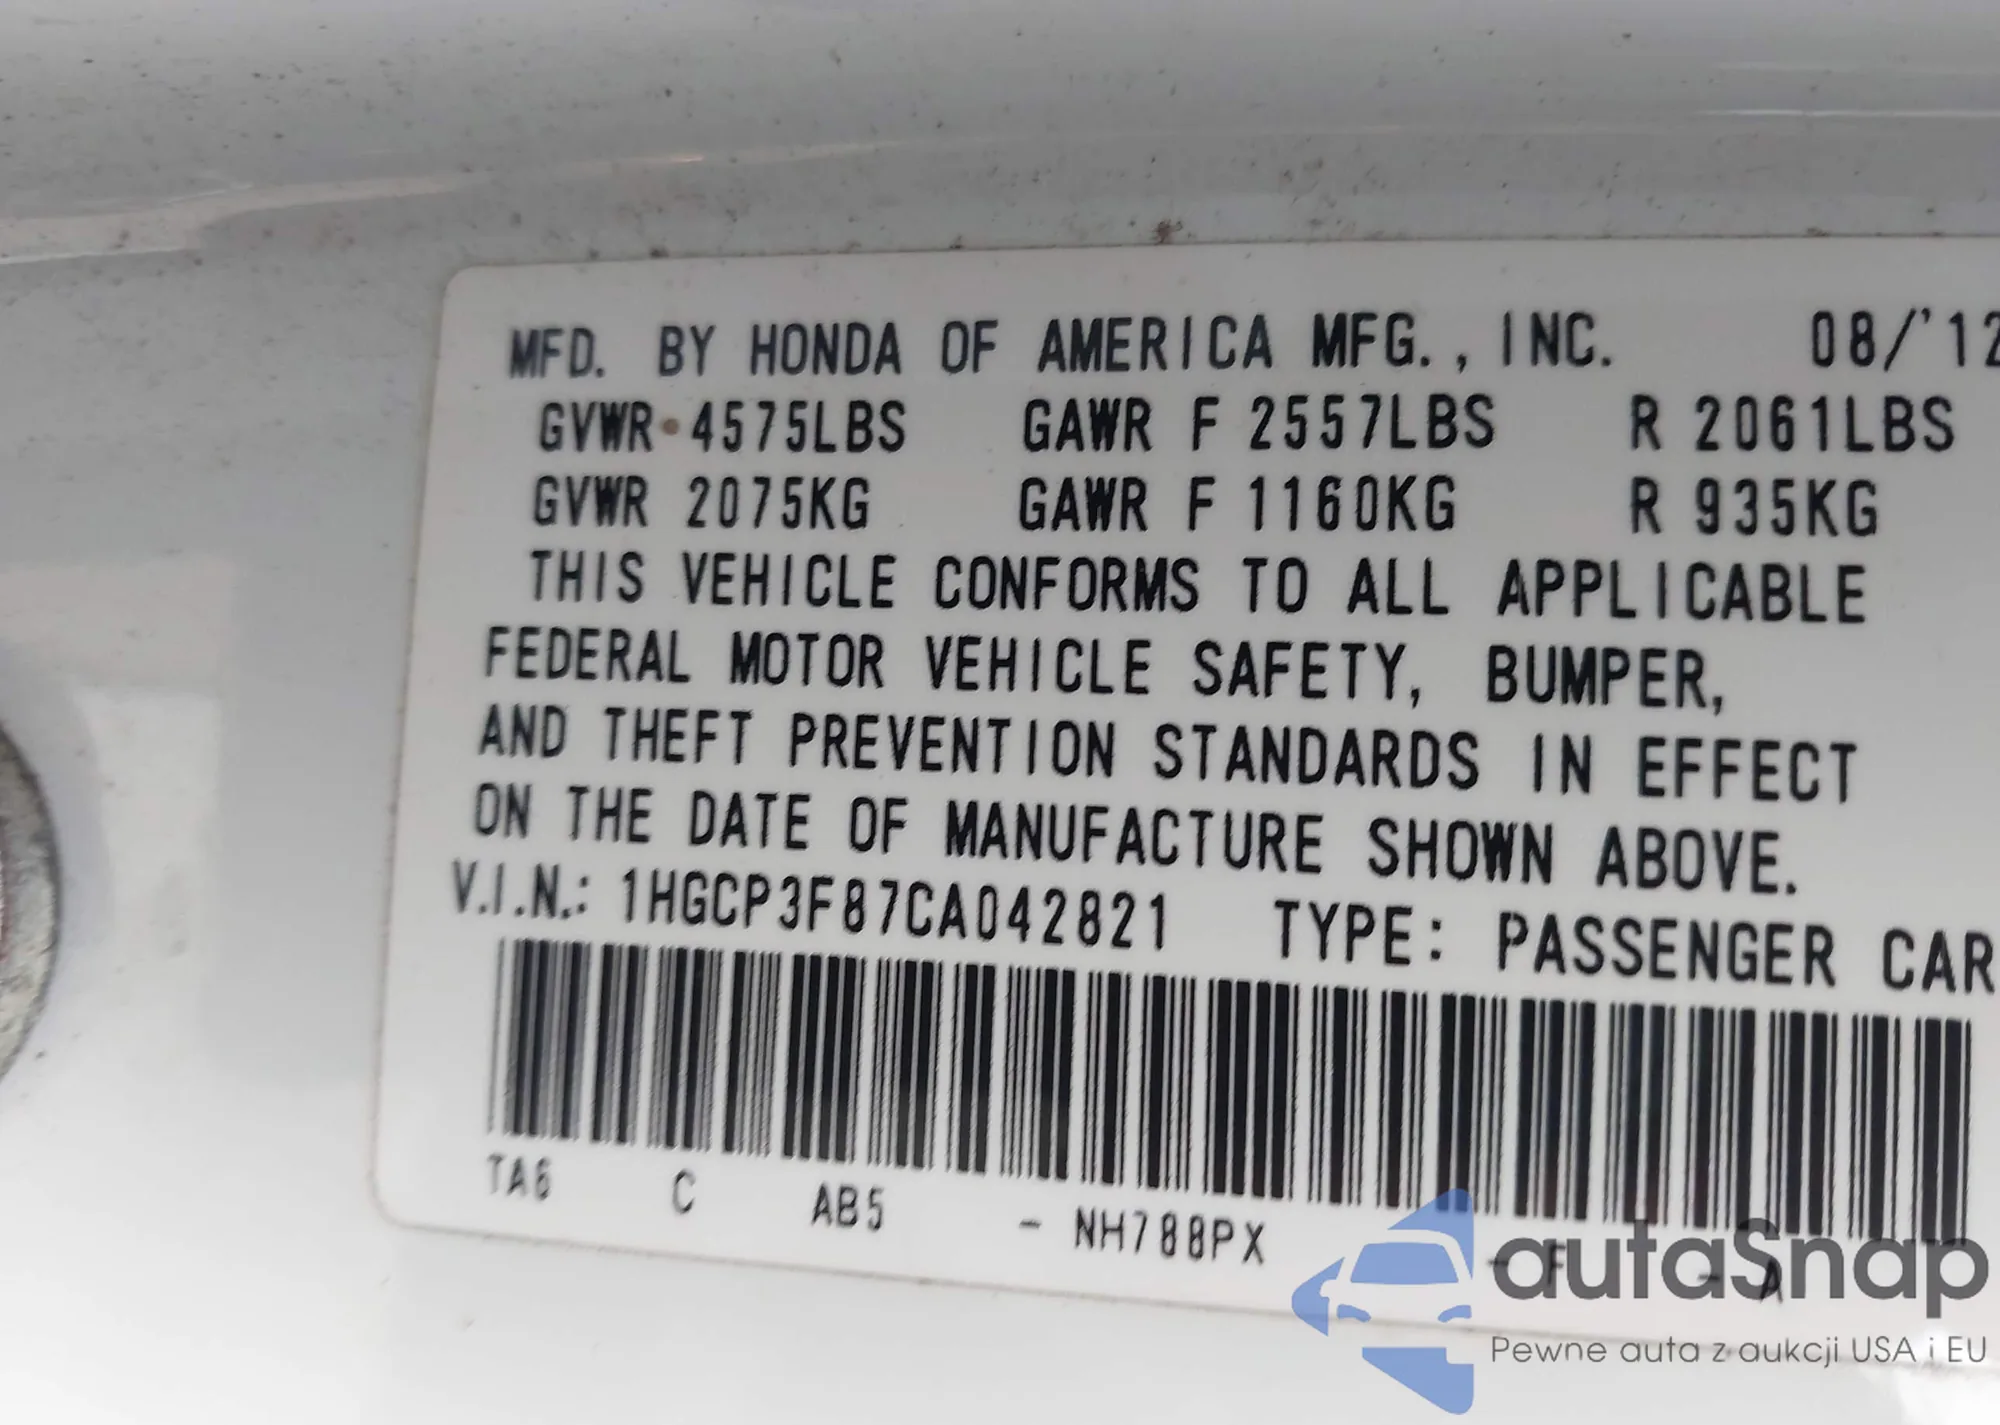 MFD. BY HONDA OF AMERICA MFG., INC. 08/'12
GVWR 4575LBS GAWR F 2557LBS R 2061LBS
GVWR 2075KG GAWR F 1160KG R 935KG
THIS VEHICLE CONFORMS TO ALL APPLICABLE
FEDERAL MOTOR VEHICLE SAFETY, BUMPER,
AND THEFT PREVENTION STANDARDS IN EFFECT
ON THE DATE OF MANUFACTURE SHOWN ABOVE.
V.I.N.: 1HGCP3F87CA042821 TYPE: PASSENGER CAR
TA6 C AB5 - NH788PX - F - A
autaSnap
Pewne auta z aukcji USA i EU